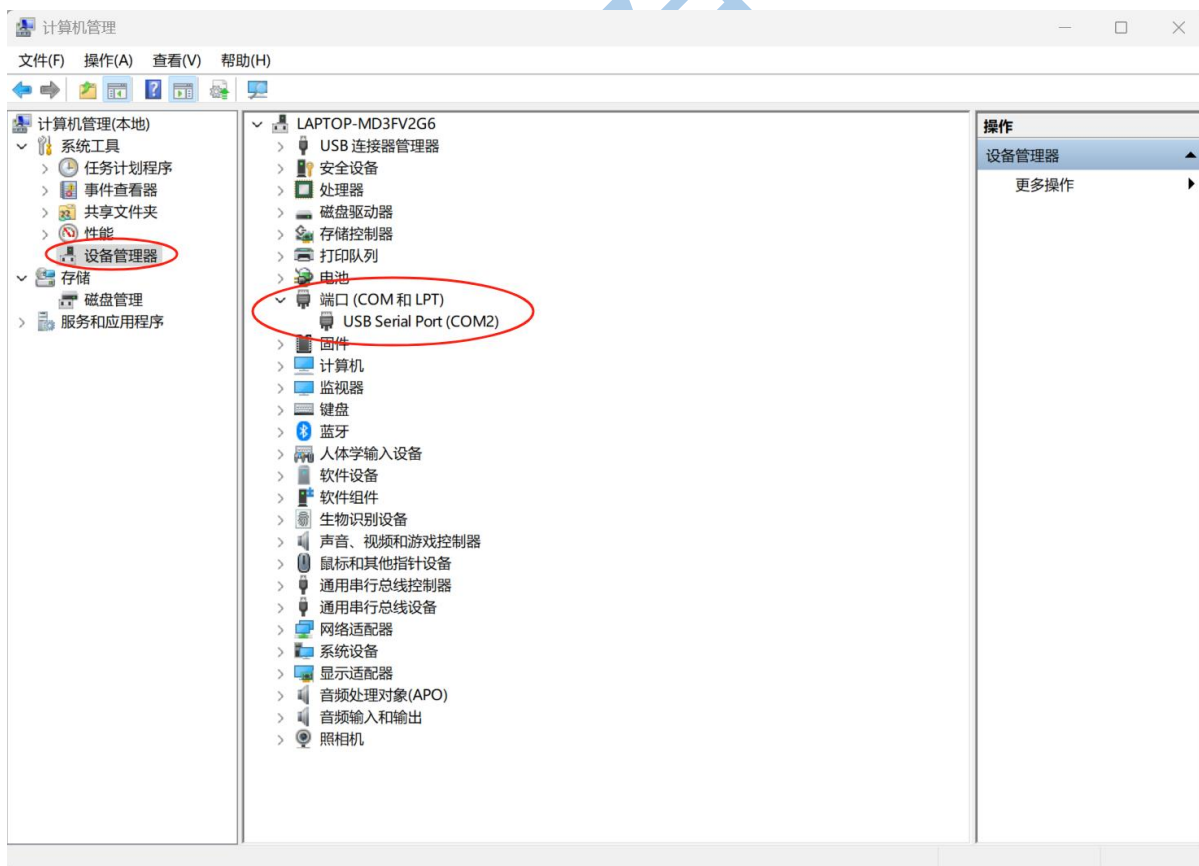 计算机管理
文件(F) 操作(A) 查看(V) 帮助(H)
计算机管理(本地)
系统工具
任务计划程序
事件查看器
共享文件夹
性能
设备管理器
存储
磁盘管理
服务和应用程序
LAPTOP-MD3FV2G6
USB 连接器管理器
安全设备
处理器
磁盘驱动器
存储控制器
打印队列
电池
端口 (COM 和 LPT)
USB Serial Port (COM2)
固件
计算机
监视器
键盘
蓝牙
人体学输入设备
软件设备
软件组件
生物识别设备
声音、视频和游戏控制器
鼠标和其他指针设备
通用串行总线控制器
通用串行总线设备
网络适配器
系统设备
显示适配器
音频处理对象(APO)
音频输入和输出
照相机
操作
设备管理器
更多操作